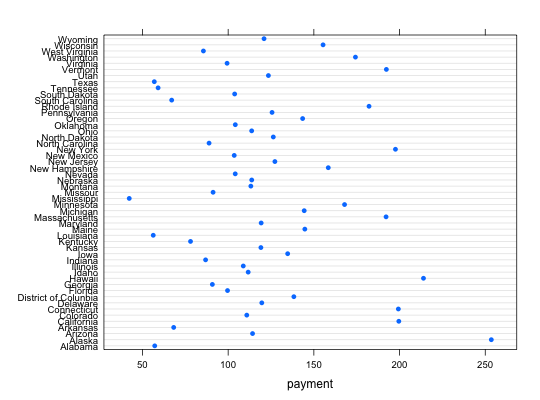 Wyoming
Wisconsin
West Virginia
Washington
Virginia
Vermont
Utah
Texas
Tennessee
South Dakota
South Carolina
Rhode Island
Pennsylvania
Oregon
Oklahoma
Ohio
North Dakota
North Carolina
New York
New Mexico
New Jersey
New Hampshire
Nevada
Nebraska
Montana
Missour
Mississippi
Minnesota
Michigan
Massachusetts
Maryland
Maine
Louisiana
Kentucky
Kansas
Iowa
Indiana
Illinois
Idaho
Hawaii
Georgia
Florida
District of Colunbia
Delaware
Connecticut
Colorado
California
Arkansas
Arizona
Alaska
Alabama
50 100 150 200 250
payment